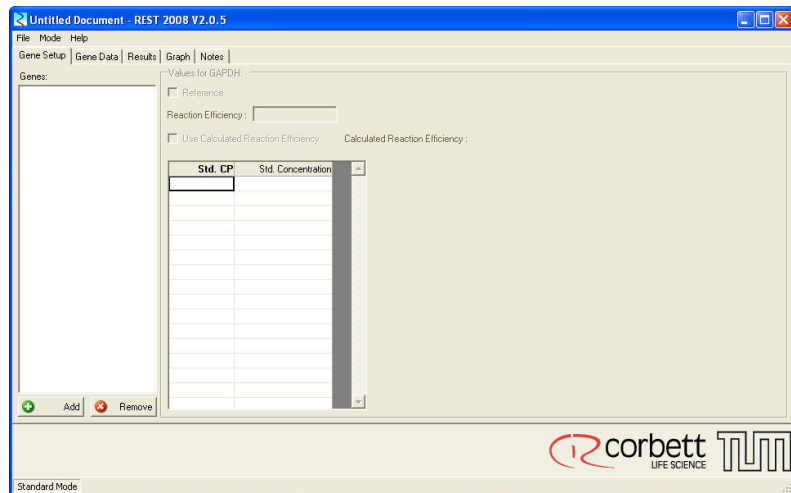 Untitled Document - REST 2008 V2.0.5
File Mode Help
Gene Setup Gene Data Results Graph Notes
Genes:
Values for GAPDH:
Reference
Reaction Efficiency :
Use Calculated Reaction Efficiency Calculated Reaction Efficiency :
Std. CP Std. Concentration
Add Remove
corbett
LIFE SCIENCE
TUM
Standard Mode